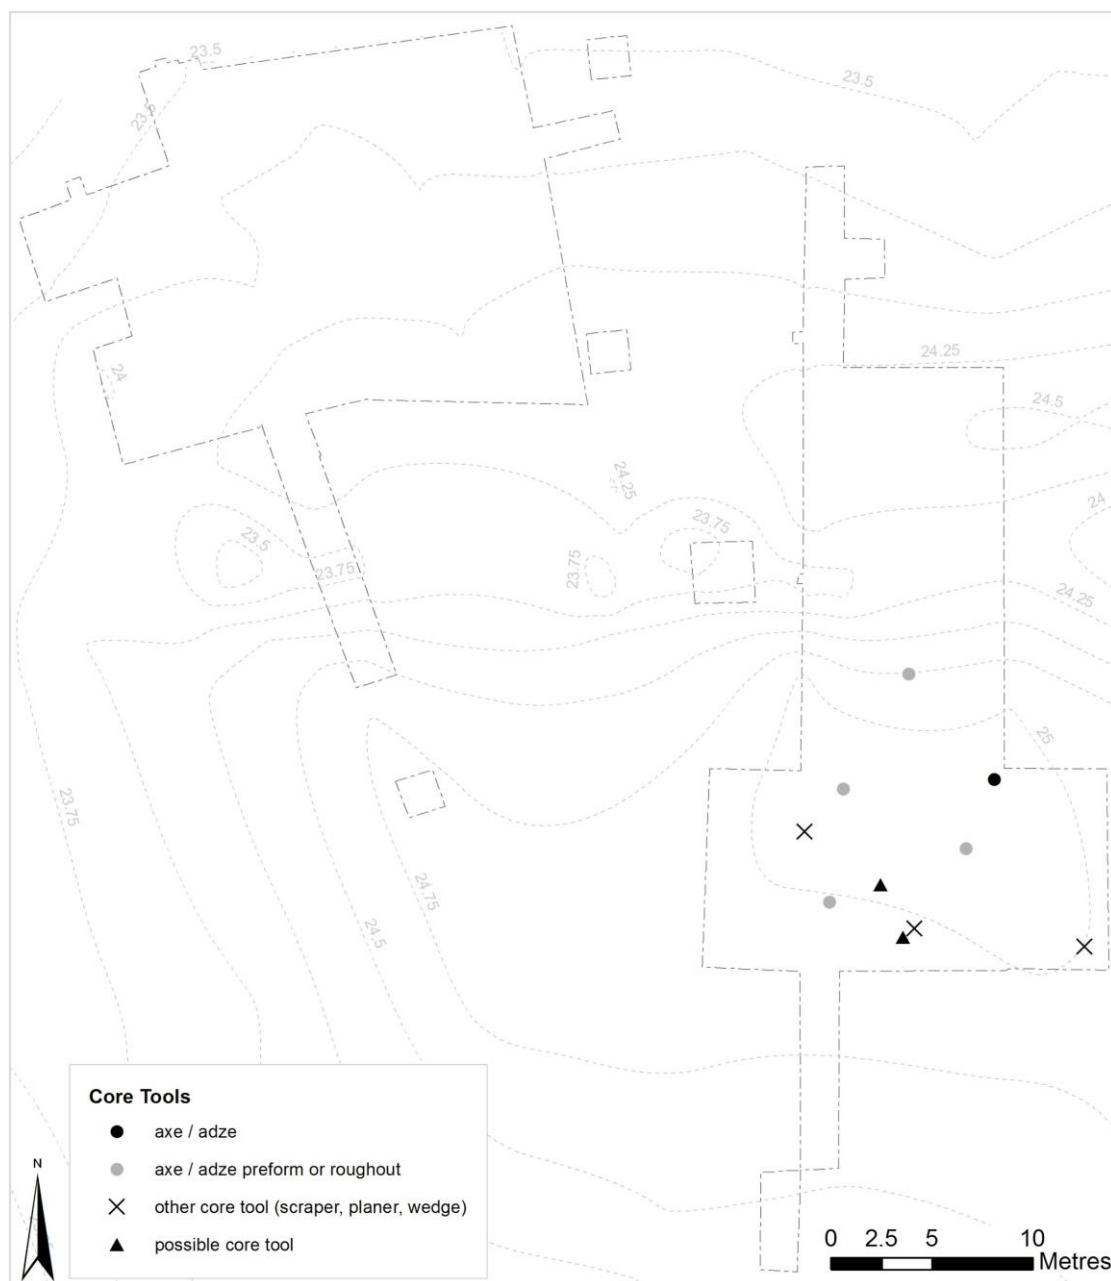 23.5
23.5
23.5
24.25
24.5
24
24.25
24
23.75
23.5
23.75
23.75
24.25
25
23.75
24.75
24.5
Core Tools
axe / adze
axe / adze preform or roughout
other core tool (scraper, planer, wedge)
possible core tool
N
0 2.5 5 10
Metres